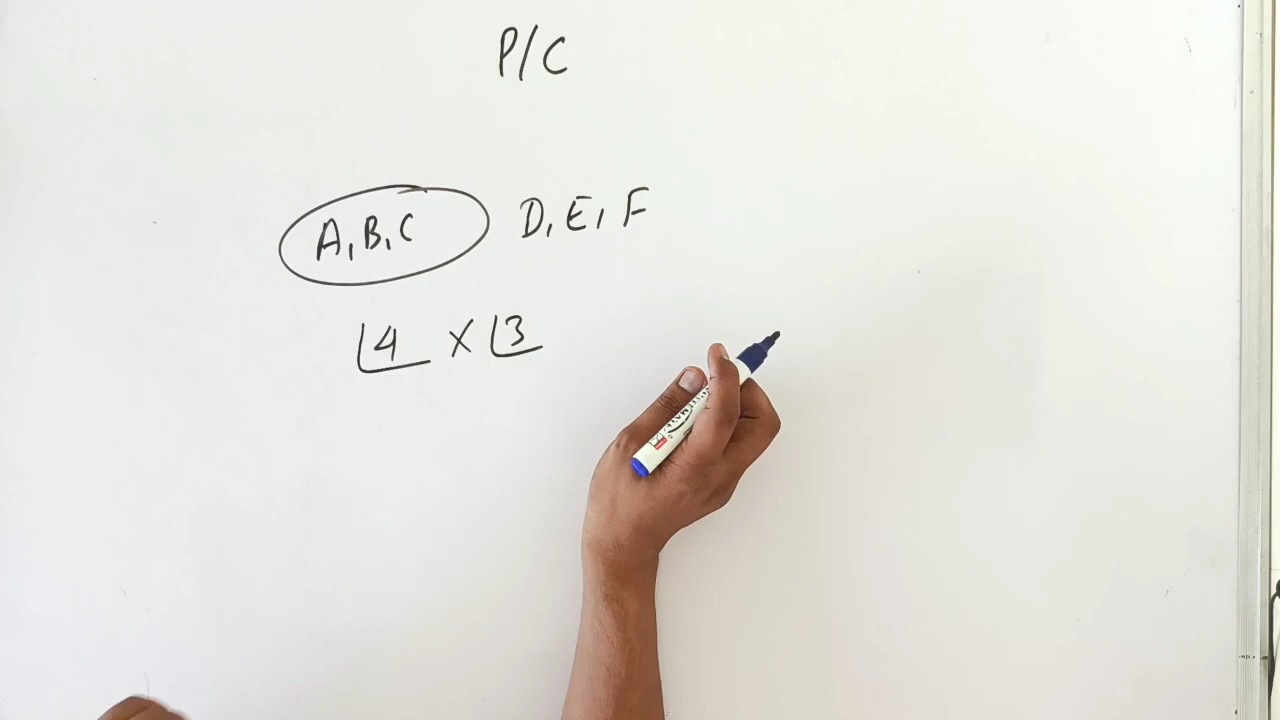 P/C
A, B, C D, E, F
⌊4 × ⌊3